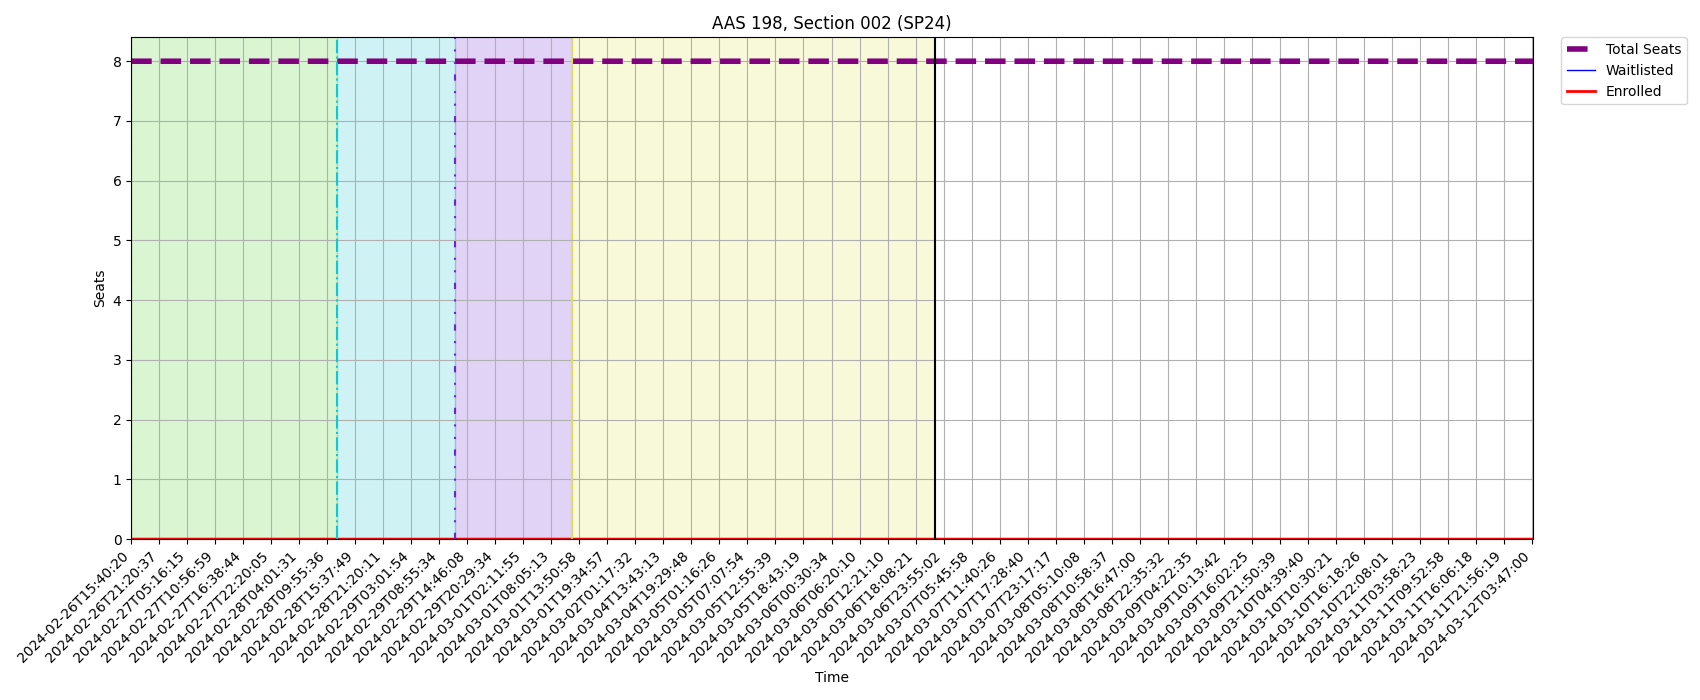 AAS 198, Section 002 (SP24)
Total Seats
Waitlisted
Enrolled
Seats
8
7
6
5
4
3
2
1
0
2024-02-26T15:40:20
2024-02-26T21:20:37
2024-02-27T05:16:15
2024-02-27T10:56:59
2024-02-27T16:38:44
2024-02-27T22:20:05
2024-02-28T04:01:31
2024-02-28T09:55:36
2024-02-28T15:37:49
2024-02-28T21:20:11
2024-02-29T03:01:54
2024-02-29T08:55:34
2024-02-29T14:46:08
2024-02-29T20:29:34
2024-03-01T02:11:55
2024-03-01T08:05:13
2024-03-01T13:50:58
2024-03-01T19:34:57
2024-03-02T01:17:32
2024-03-04T13:43:13
2024-03-04T19:29:48
2024-03-05T01:16:26
2024-03-05T07:07:54
2024-03-05T12:55:39
2024-03-05T18:43:19
2024-03-06T00:30:34
2024-03-06T06:20:10
2024-03-06T12:21:10
2024-03-06T18:08:21
2024-03-06T23:55:02
2024-03-07T05:45:58
2024-03-07T11:40:26
2024-03-07T17:28:40
2024-03-07T23:17:17
2024-03-08T05:10:08
2024-03-08T10:58:37
2024-03-08T16:47:00
2024-03-08T22:35:32
2024-03-09T04:22:35
2024-03-09T10:13:42
2024-03-09T16:02:25
2024-03-09T21:50:39
2024-03-10T04:39:40
2024-03-10T10:30:21
2024-03-10T16:18:26
2024-03-10T22:08:01
2024-03-11T03:58:23
2024-03-11T09:52:58
2024-03-11T16:06:18
2024-03-11T21:56:19
2024-03-12T03:47:00
Time